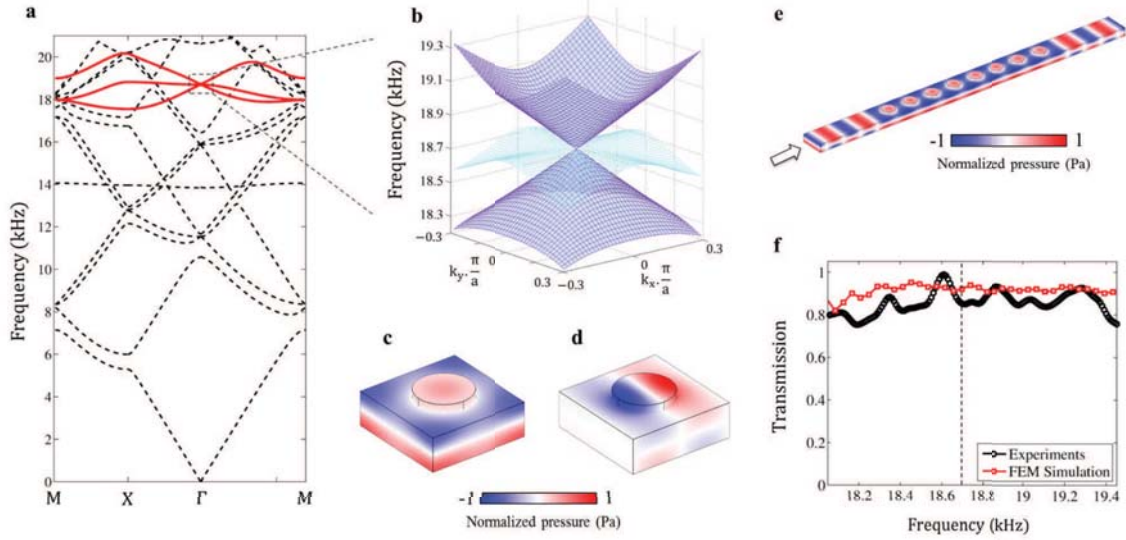 a
20
18
16
14
12
10
8
6
4
2
0
Frequency (kHz)
M
X
Γ
M
b
19.3
19.1
18.9
18.7
18.5
18.3
Frequency (kHz)
−0.3
0
0.3
k_y.π/a
−0.3
0
0.3
k_x.π/a
c
d
-1
1
Normalized pressure (Pa)
e
-1
1
Normalized pressure (Pa)
f
1
0.8
0.6
0.4
0.2
0
Transmission
Experiments
FEM Simulation
18.2
18.4
18.6
18.8
19
19.2
19.4
Frequency (kHz)